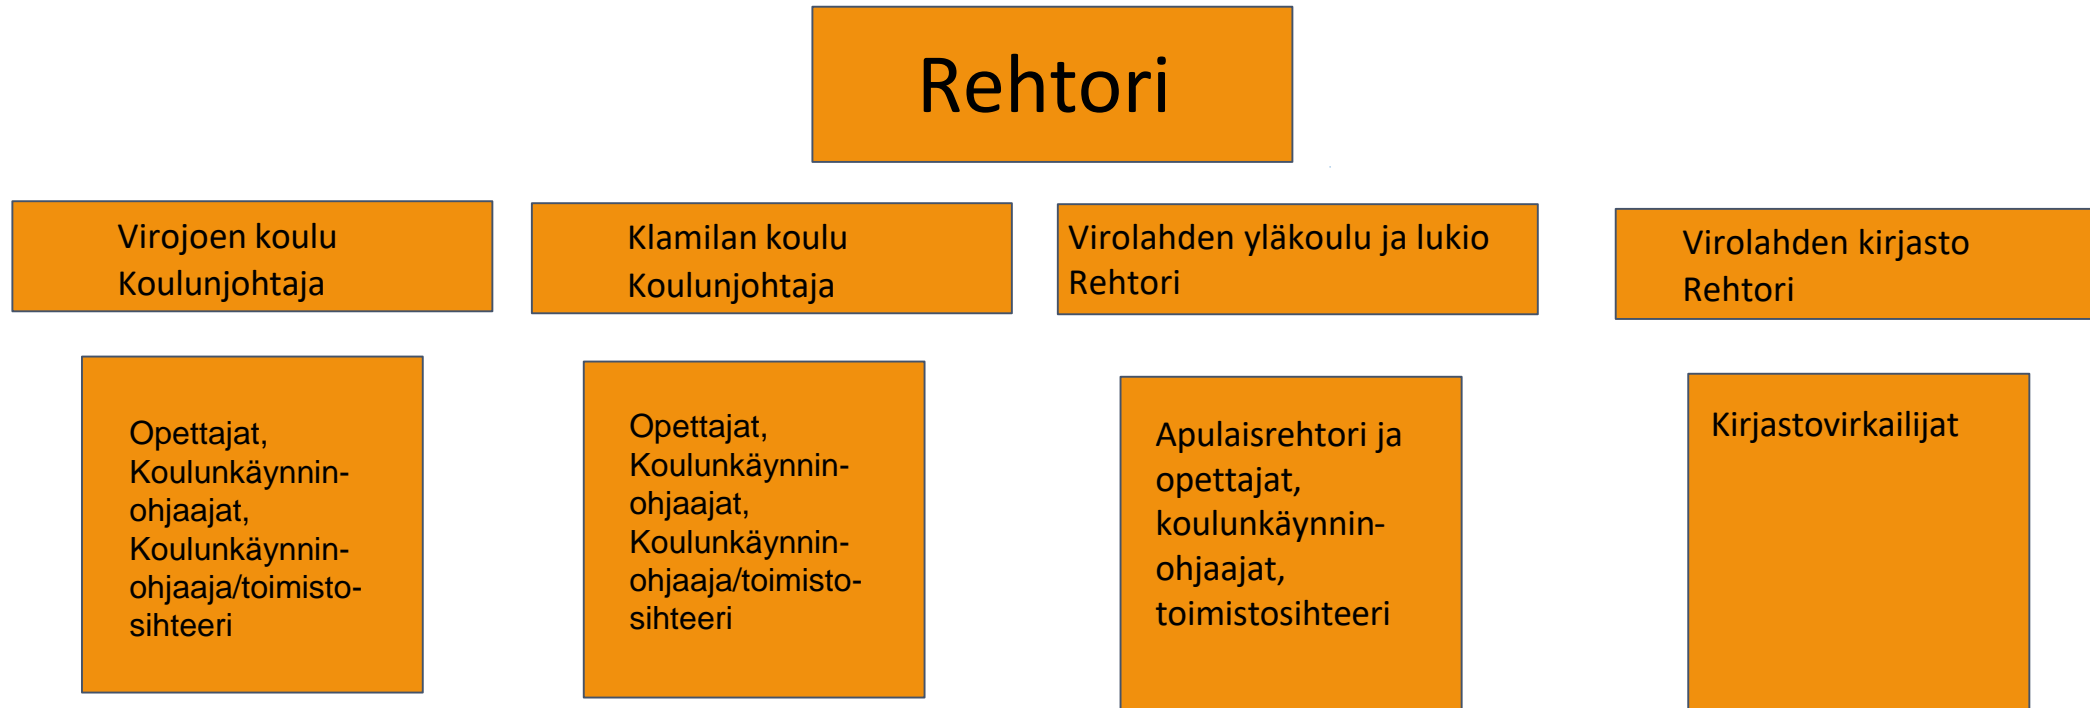 Rehtori
Virojoen koulu
Koulunjohtaja
Klamilan koulu
Koulunjohtaja
Virolahden yläkoulu ja lukio
Rehtori
Virolahden kirjasto
Rehtori
Opettajat,
Koulunkäynnin-
ohjaajat,
Koulunkäynnin-
ohjaaja/toimisto-
sihteeri
Opettajat,
Koulunkäynnin-
ohjaajat,
Koulunkäynnin-
ohjaaja/toimisto-
sihteeri
Apulaisrehtori ja
opettajat,
koulunkäynnin-
ohjaajat,
toimistosihteeri
Kirjastovirkailijat